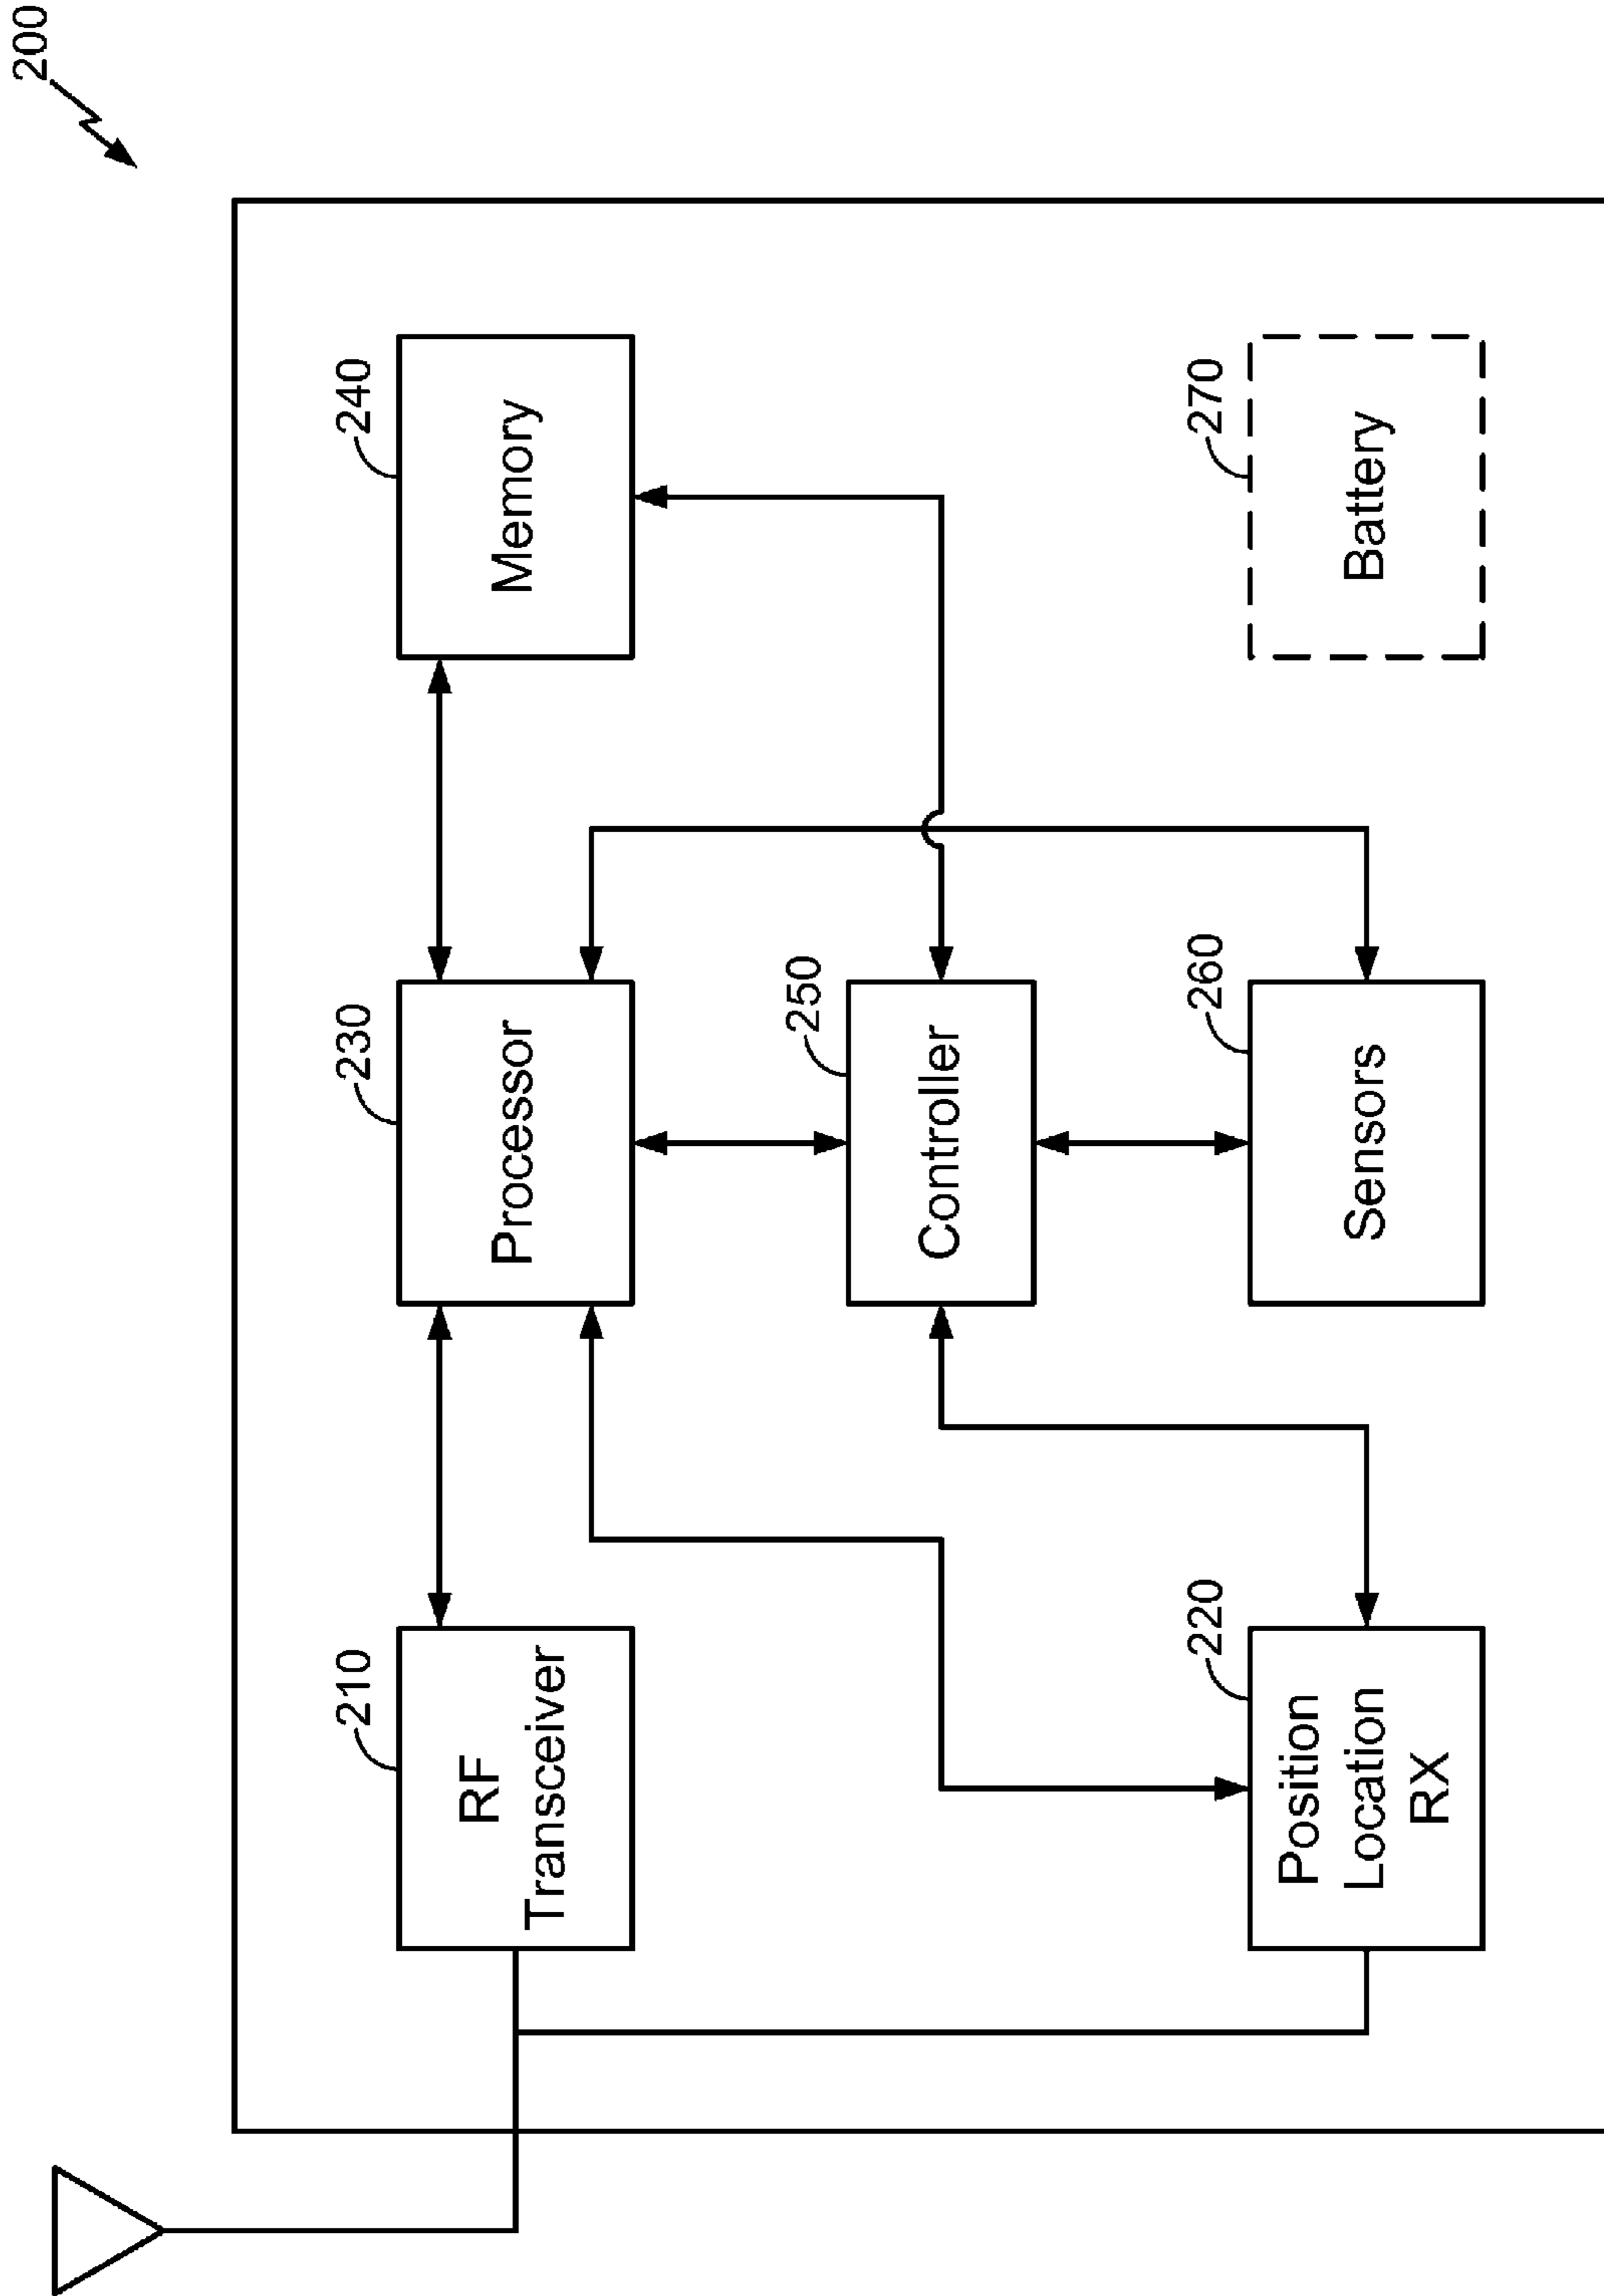 200
210
RF
Transceiver
230
Processor
240
Memory
250
Controller
220
Position
Location
RX
260
Sensors
270
Battery